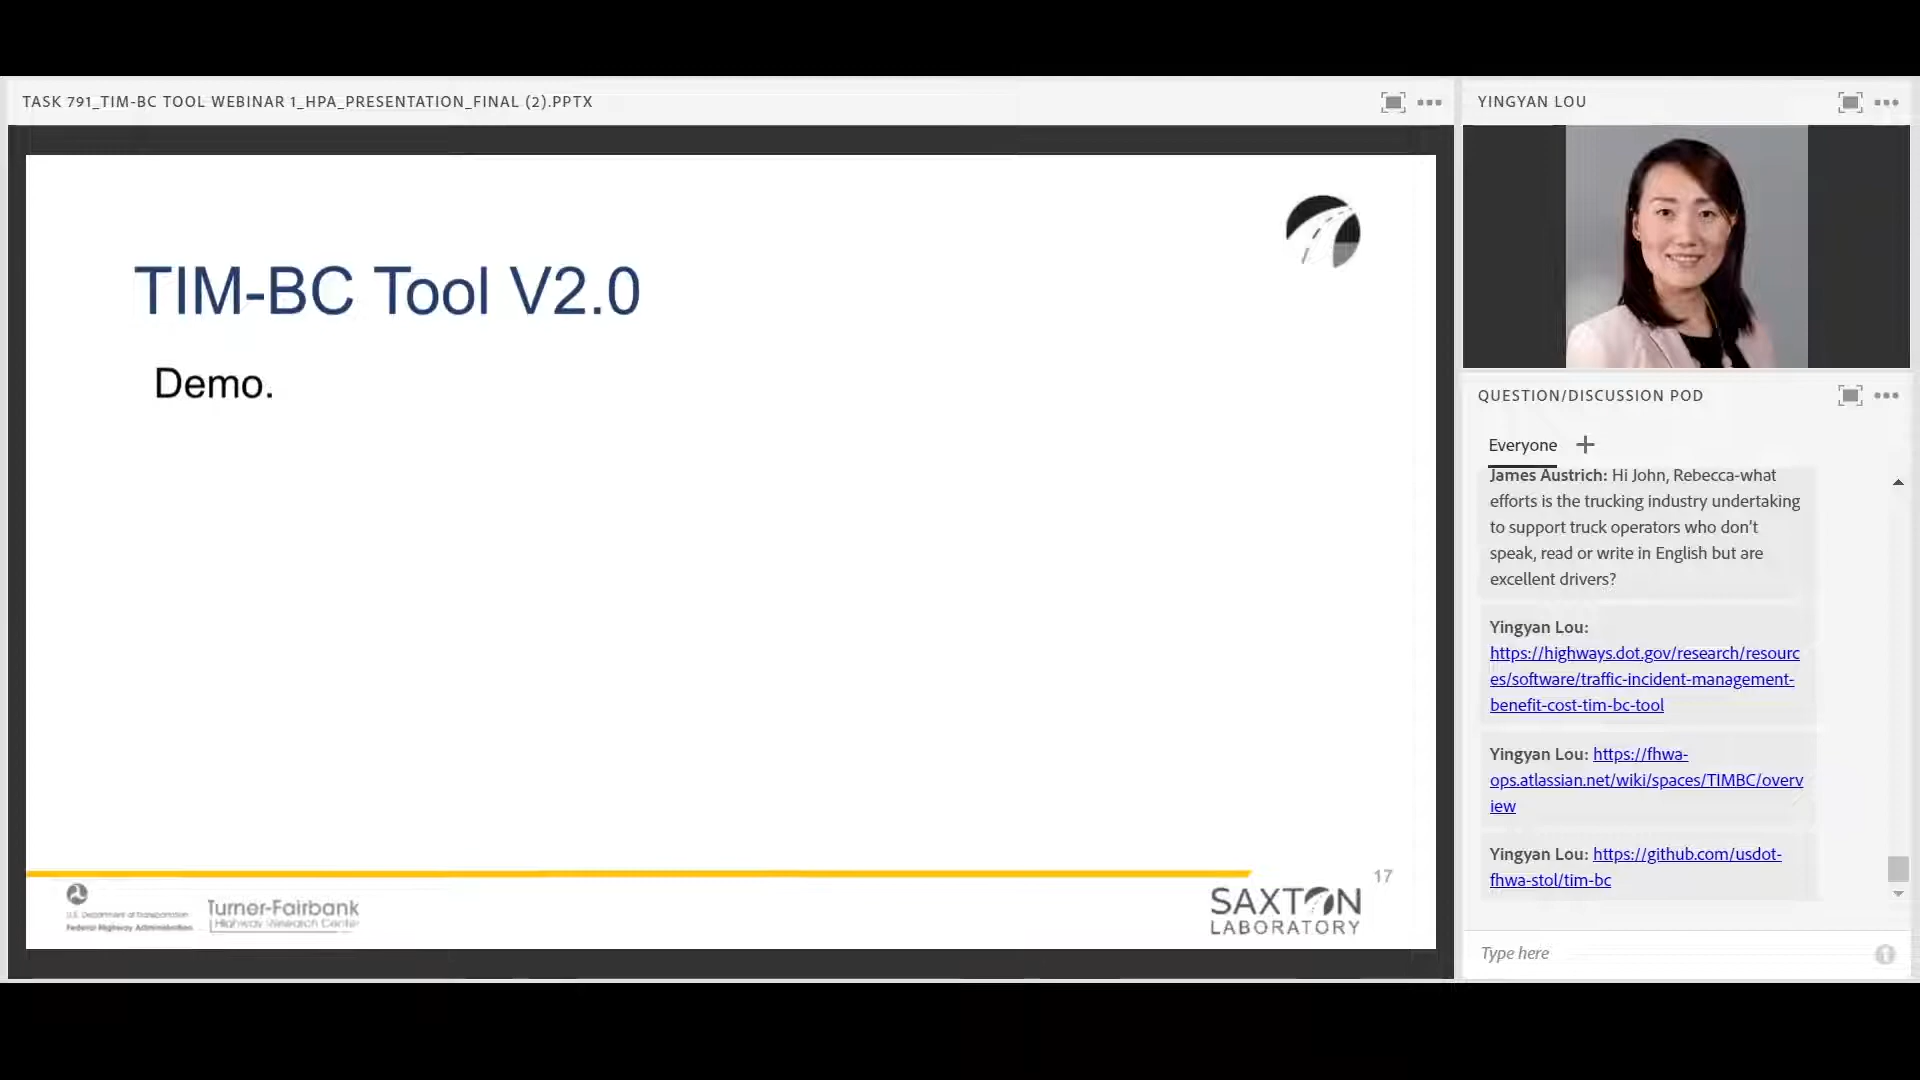 TASK 791_TIM-BC TOOL WEBINAR 1_HPA_PRESENTATION_FINAL (2).PPTX
TIM-BC Tool V2.0
Demo.
17
U.S. Department of Transportation
Federal Highway Administration
Turner-Fairbank
Highway Research Center
SAXTON
LABORATORY
YINGYAN LOU
QUESTION/DISCUSSION POD
Everyone
James Austrich: Hi John, Rebecca-what
efforts is the trucking industry undertaking
to support truck operators who don't
speak, read or write in English but are
excellent drivers?
Yingyan Lou:
https://highways.dot.gov/research/resourc
es/software/traffic-incident-management-
benefit-cost-tim-bc-tool
Yingyan Lou: https://fhwa-
ops.atlassian.net/wiki/spaces/TIMBC/overv
iew
Yingyan Lou: https://github.com/usdot-
fhwa-stol/tim-bc
Type here